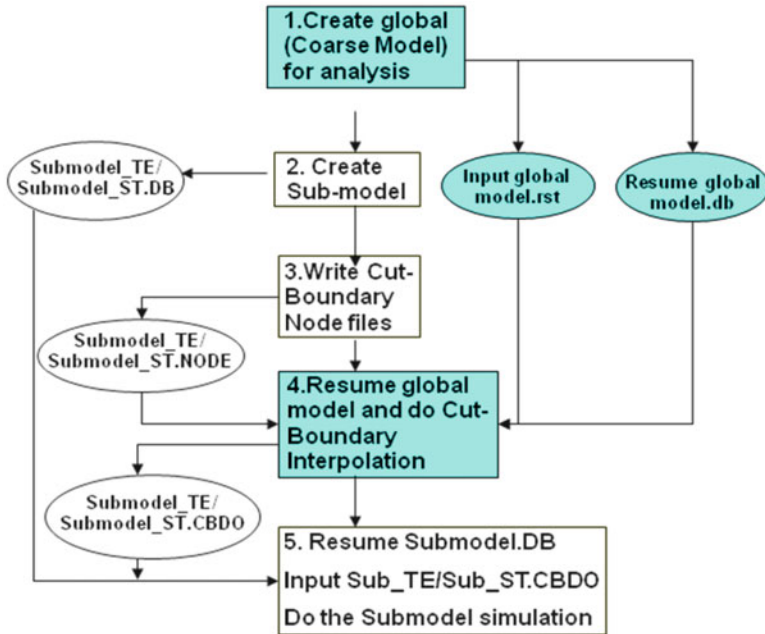 1.Create global
(Coarse Model)
for analysis
Submodel_TE/
Submodel_ST.DB
2. Create
Sub-model
Input global
model.rst
Resume global
model.db
3.Write Cut-
Boundary
Node files
Submodel_TE/
Submodel_ST.NODE
4.Resume global
model and do Cut-
Boundary
Interpolation
Submodel_TE/
Submodel_ST.CBDO
5. Resume Submodel.DB
Input Sub_TE/Sub_ST.CBDO
Do the Submodel simulation